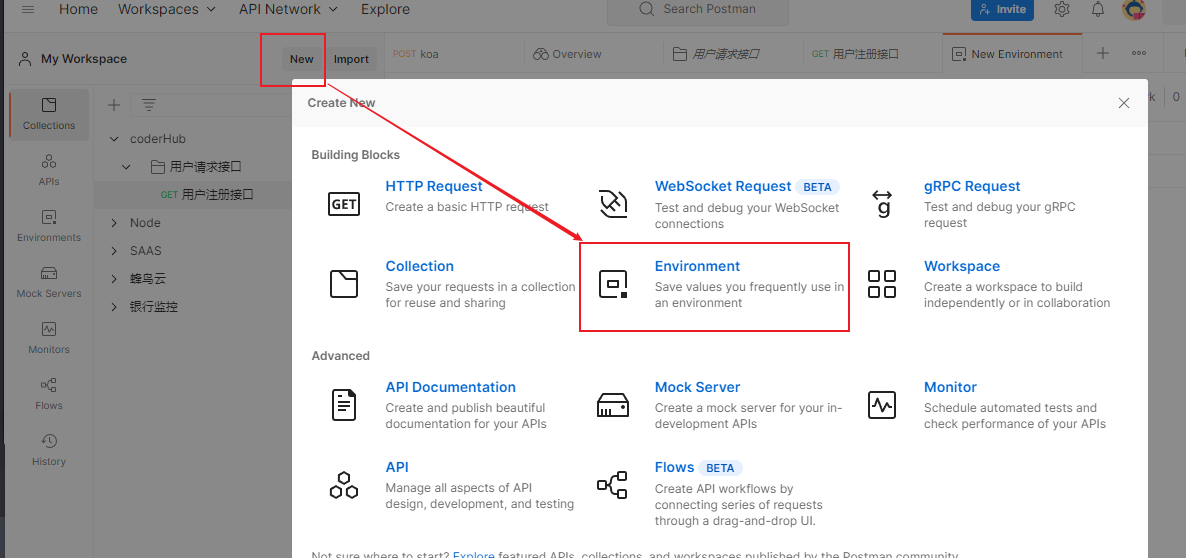 Home Workspaces API Network Explore Search Postman Invite
My Workspace New Import POST koa Overview 用户请求接口 GET 用户注册接口 New Environment
Create New
Collections
APIs
Environments
Mock Servers
Monitors
Flows
History
coderHub
用户请求接口
GET 用户注册接口
Node
SAAS
蜂鸟云
银行监控
Building Blocks
HTTP Request
Create a basic HTTP request
WebSocket Request BETA
Test and debug your WebSocket
connections
gRPC Request
Test and debug your gRPC
request
Collection
Save your requests in a collection
for reuse and sharing
Environment
Save values you frequently use in
an environment
Workspace
Create a workspace to build
independently or in collaboration
Advanced
API Documentation
Create and publish beautiful
documentation for your APIs
Mock Server
Create a mock server for your in-
development APIs
Monitor
Schedule automated tests and
check performance of your APIs
API
Manage all aspects of API
design, development, and testing
Flows BETA
Create API workflows by
connecting series of requests
through a drag-and-drop UI.
Not sure where to start? Explore featured APIs, collections, and workspaces published by the Postman community.
GET
g
rk 0